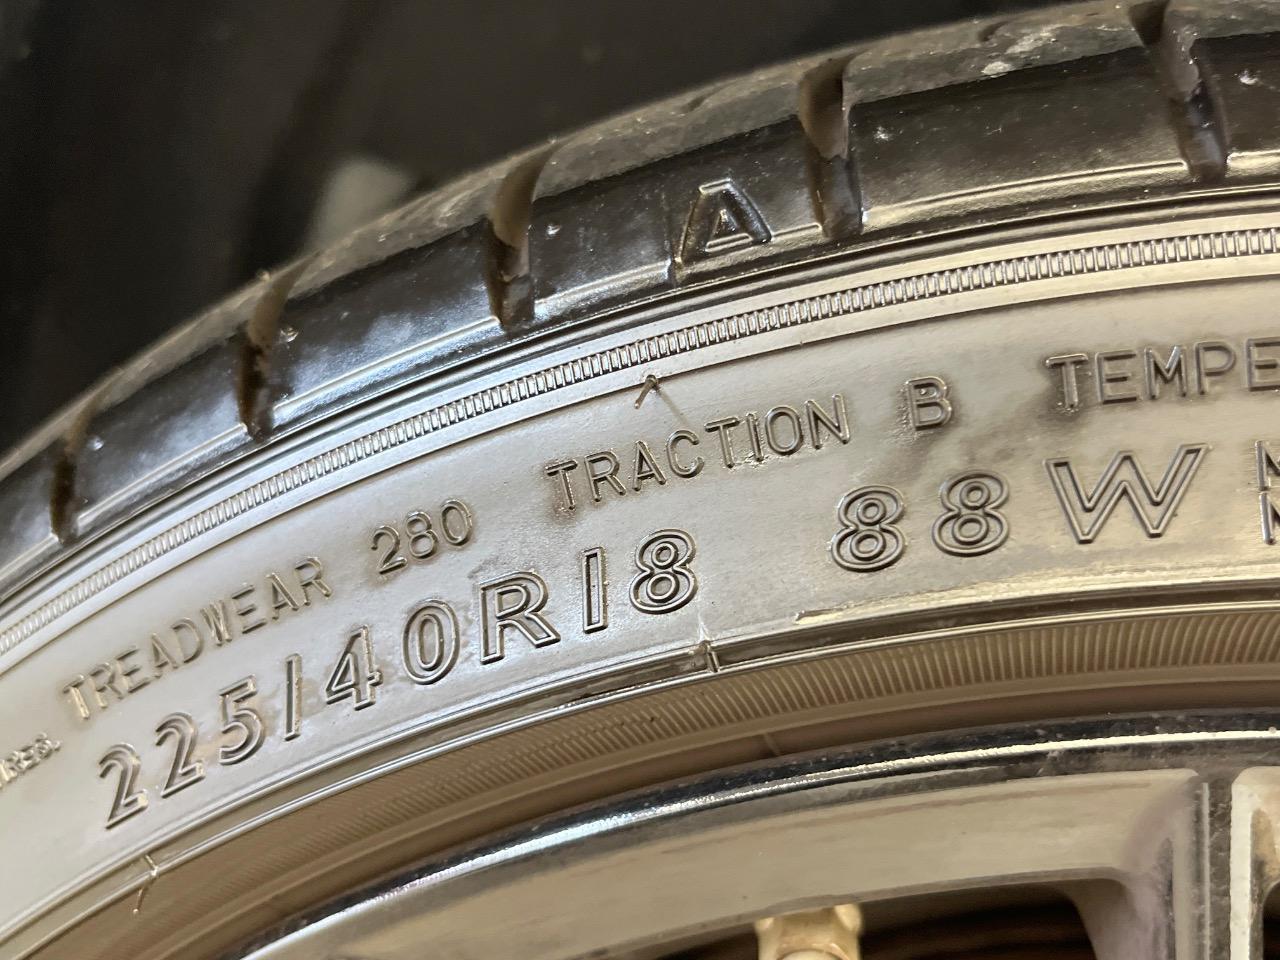 A
TREADWEAR 280 TRACTION B TEMPE
225/40R18 88W